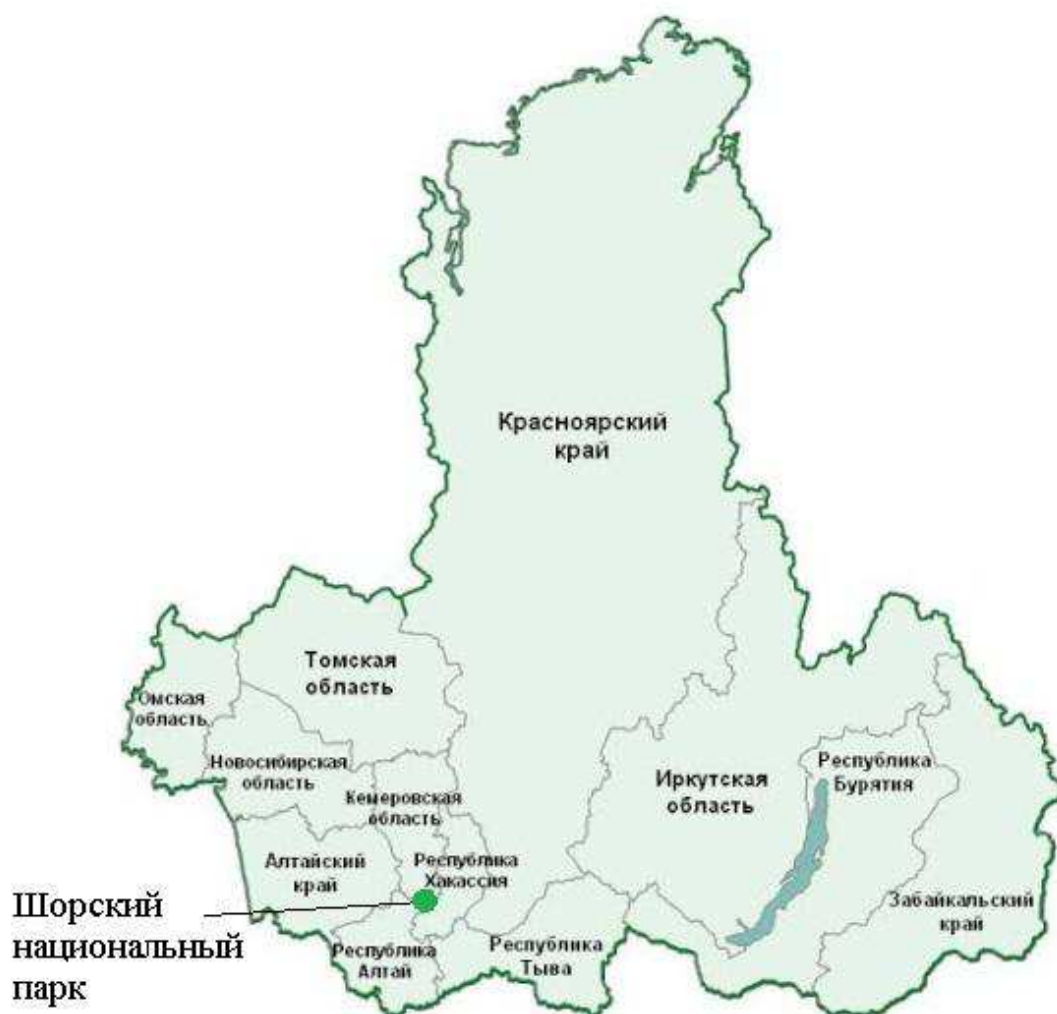 Красноярский
край
Томская
область
Омская
область
Новосибирская
область
Кемеровская
область
Иркутская
область
Республика
Бурятия
Алтайский
край
Республика
Хакассия
Забайкальский
край
Шорский
национальный
парк
Республика
Алтай
Республика
Тыва